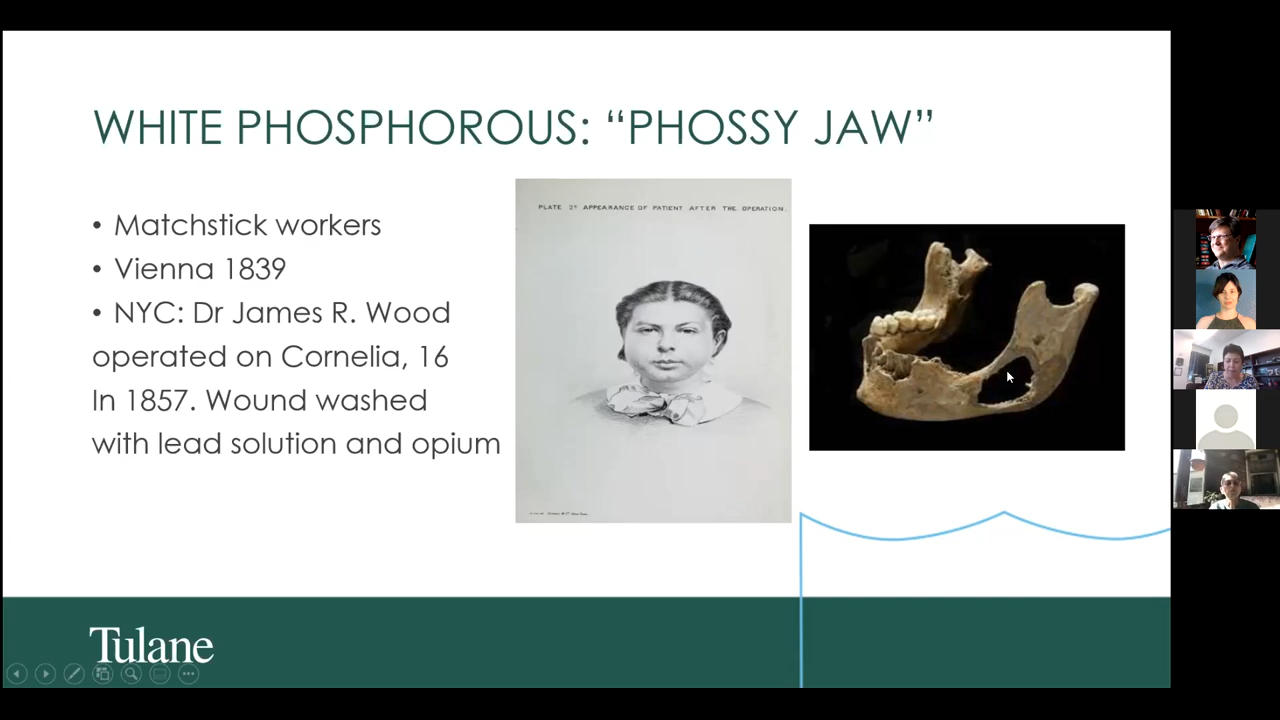 WHITE PHOSPHOROUS: “PHOSSY JAW”
• Matchstick workers
• Vienna 1839
• NYC: Dr James R. Wood
operated on Cornelia, 16
In 1857. Wound washed
with lead solution and opium
PLATE 2ᴰ APPEARANCE OF PATIENT AFTER THE OPERATION.
Tulane